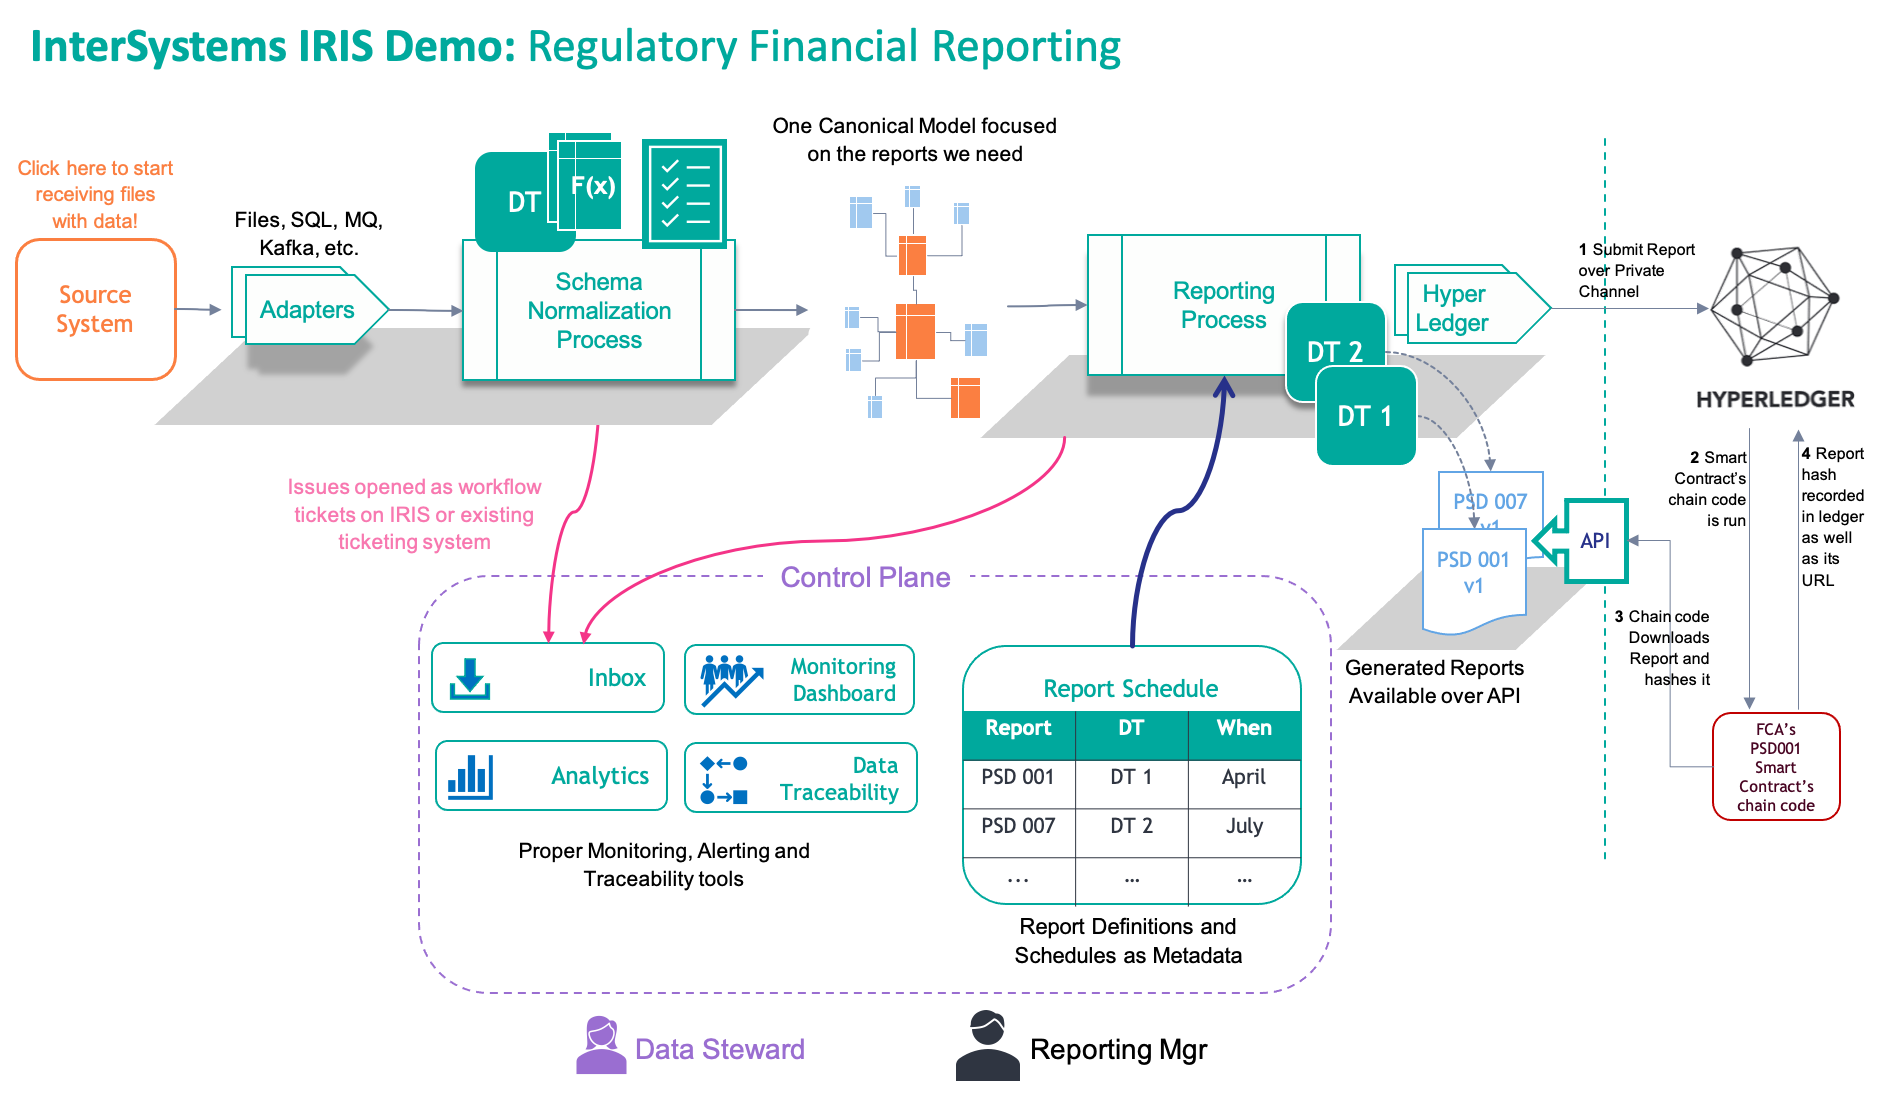 InterSystems IRIS Demo: Regulatory Financial Reporting
Click here to start
receiving files
with data!
Source
System
Files, SQL, MQ,
Kafka, etc.
Adapters
DT
F(x)
Schema
Normalization
Process
One Canonical Model focused
on the reports we need
Reporting
Process
DT 2
DT 1
Hyper
Ledger
1 Submit Report
over Private
Channel
HYPERLEDGER
2 Smart
Contract's
chain code
is run
4 Report
hash
recorded
in ledger
as well
as its
URL
PSD 007
v1
PSD 001
v1
API
3 Chain code
Downloads
Report and
hashes it
Generated Reports
Available over API
FCA's
PSD001
Smart
Contract's
chain code
Issues opened as workflow
tickets on IRIS or existing
ticketing system
Control Plane
Inbox
Monitoring
Dashboard
Analytics
Data
Traceability
Proper Monitoring, Alerting and
Traceability tools
Report Schedule
Report DT When
PSD 001 DT 1 April
PSD 007 DT 2 July
... ... ...
Report Definitions and
Schedules as Metadata
Data Steward
Reporting Mgr